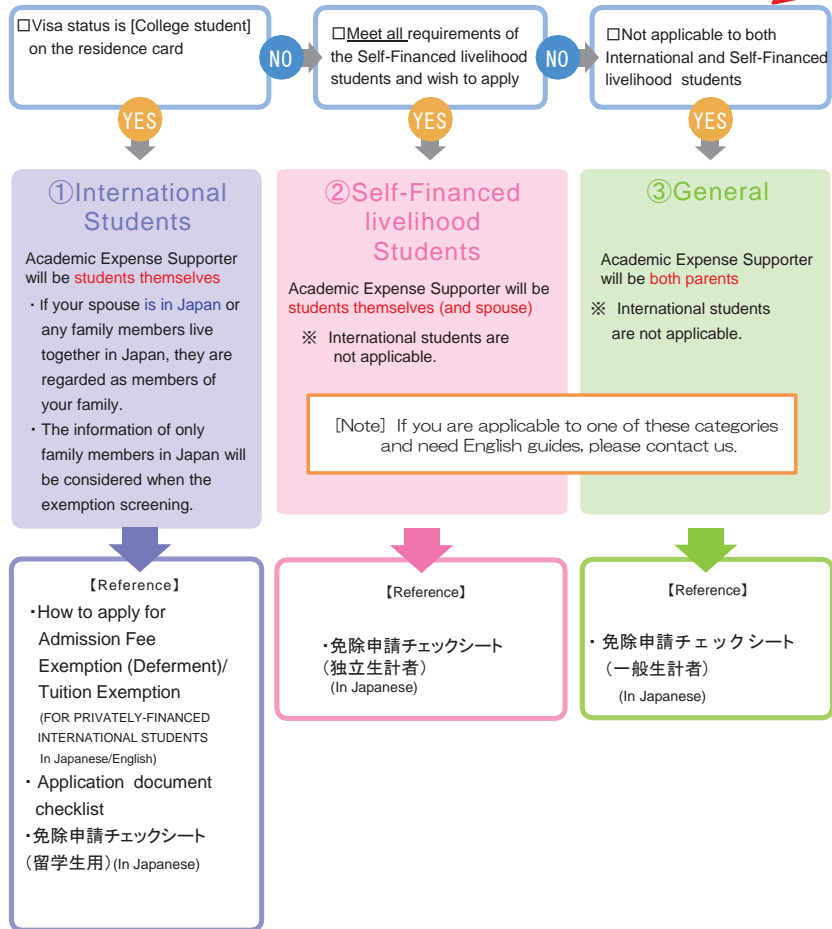 □Visa status is [College student]
on the residence card
NO
□Meet all requirements of
the Self-Financed livelihood
students and wish to apply
NO
□Not applicable to both
International and Self-Financed
livelihood students
YES
YES
YES
①International
Students
Academic Expense Supporter
will be students themselves
・If your spouse is in Japan or
any family members live
together in Japan, they are
regarded as members of
your family.
・The information of only
family members in Japan will
be considered when the
exemption screening.
②Self-Financed
livelihood
Students
Academic Expense Supporter will be
students themselves (and spouse)
※ International students are
not applicable.
③General
Academic Expense Supporter
will be both parents
※ International students
are not applicable.
[Note] If you are applicable to one of these categories
and need English guides, please contact us.
【Reference】
・How to apply for
Admission Fee
Exemption (Deferment)/
Tuition Exemption
(FOR PRIVATELY-FINANCED
INTERNATIONAL STUDENTS
In Japanese/English)
・Application document
checklist
・免除申請チェックシート
(留学生用)(In Japanese)
【Reference】
・免除申請チェックシート
(独立生計者)
(In Japanese)
【Reference】
・免除申請チェックシート
(一般生計者)
(In Japanese)